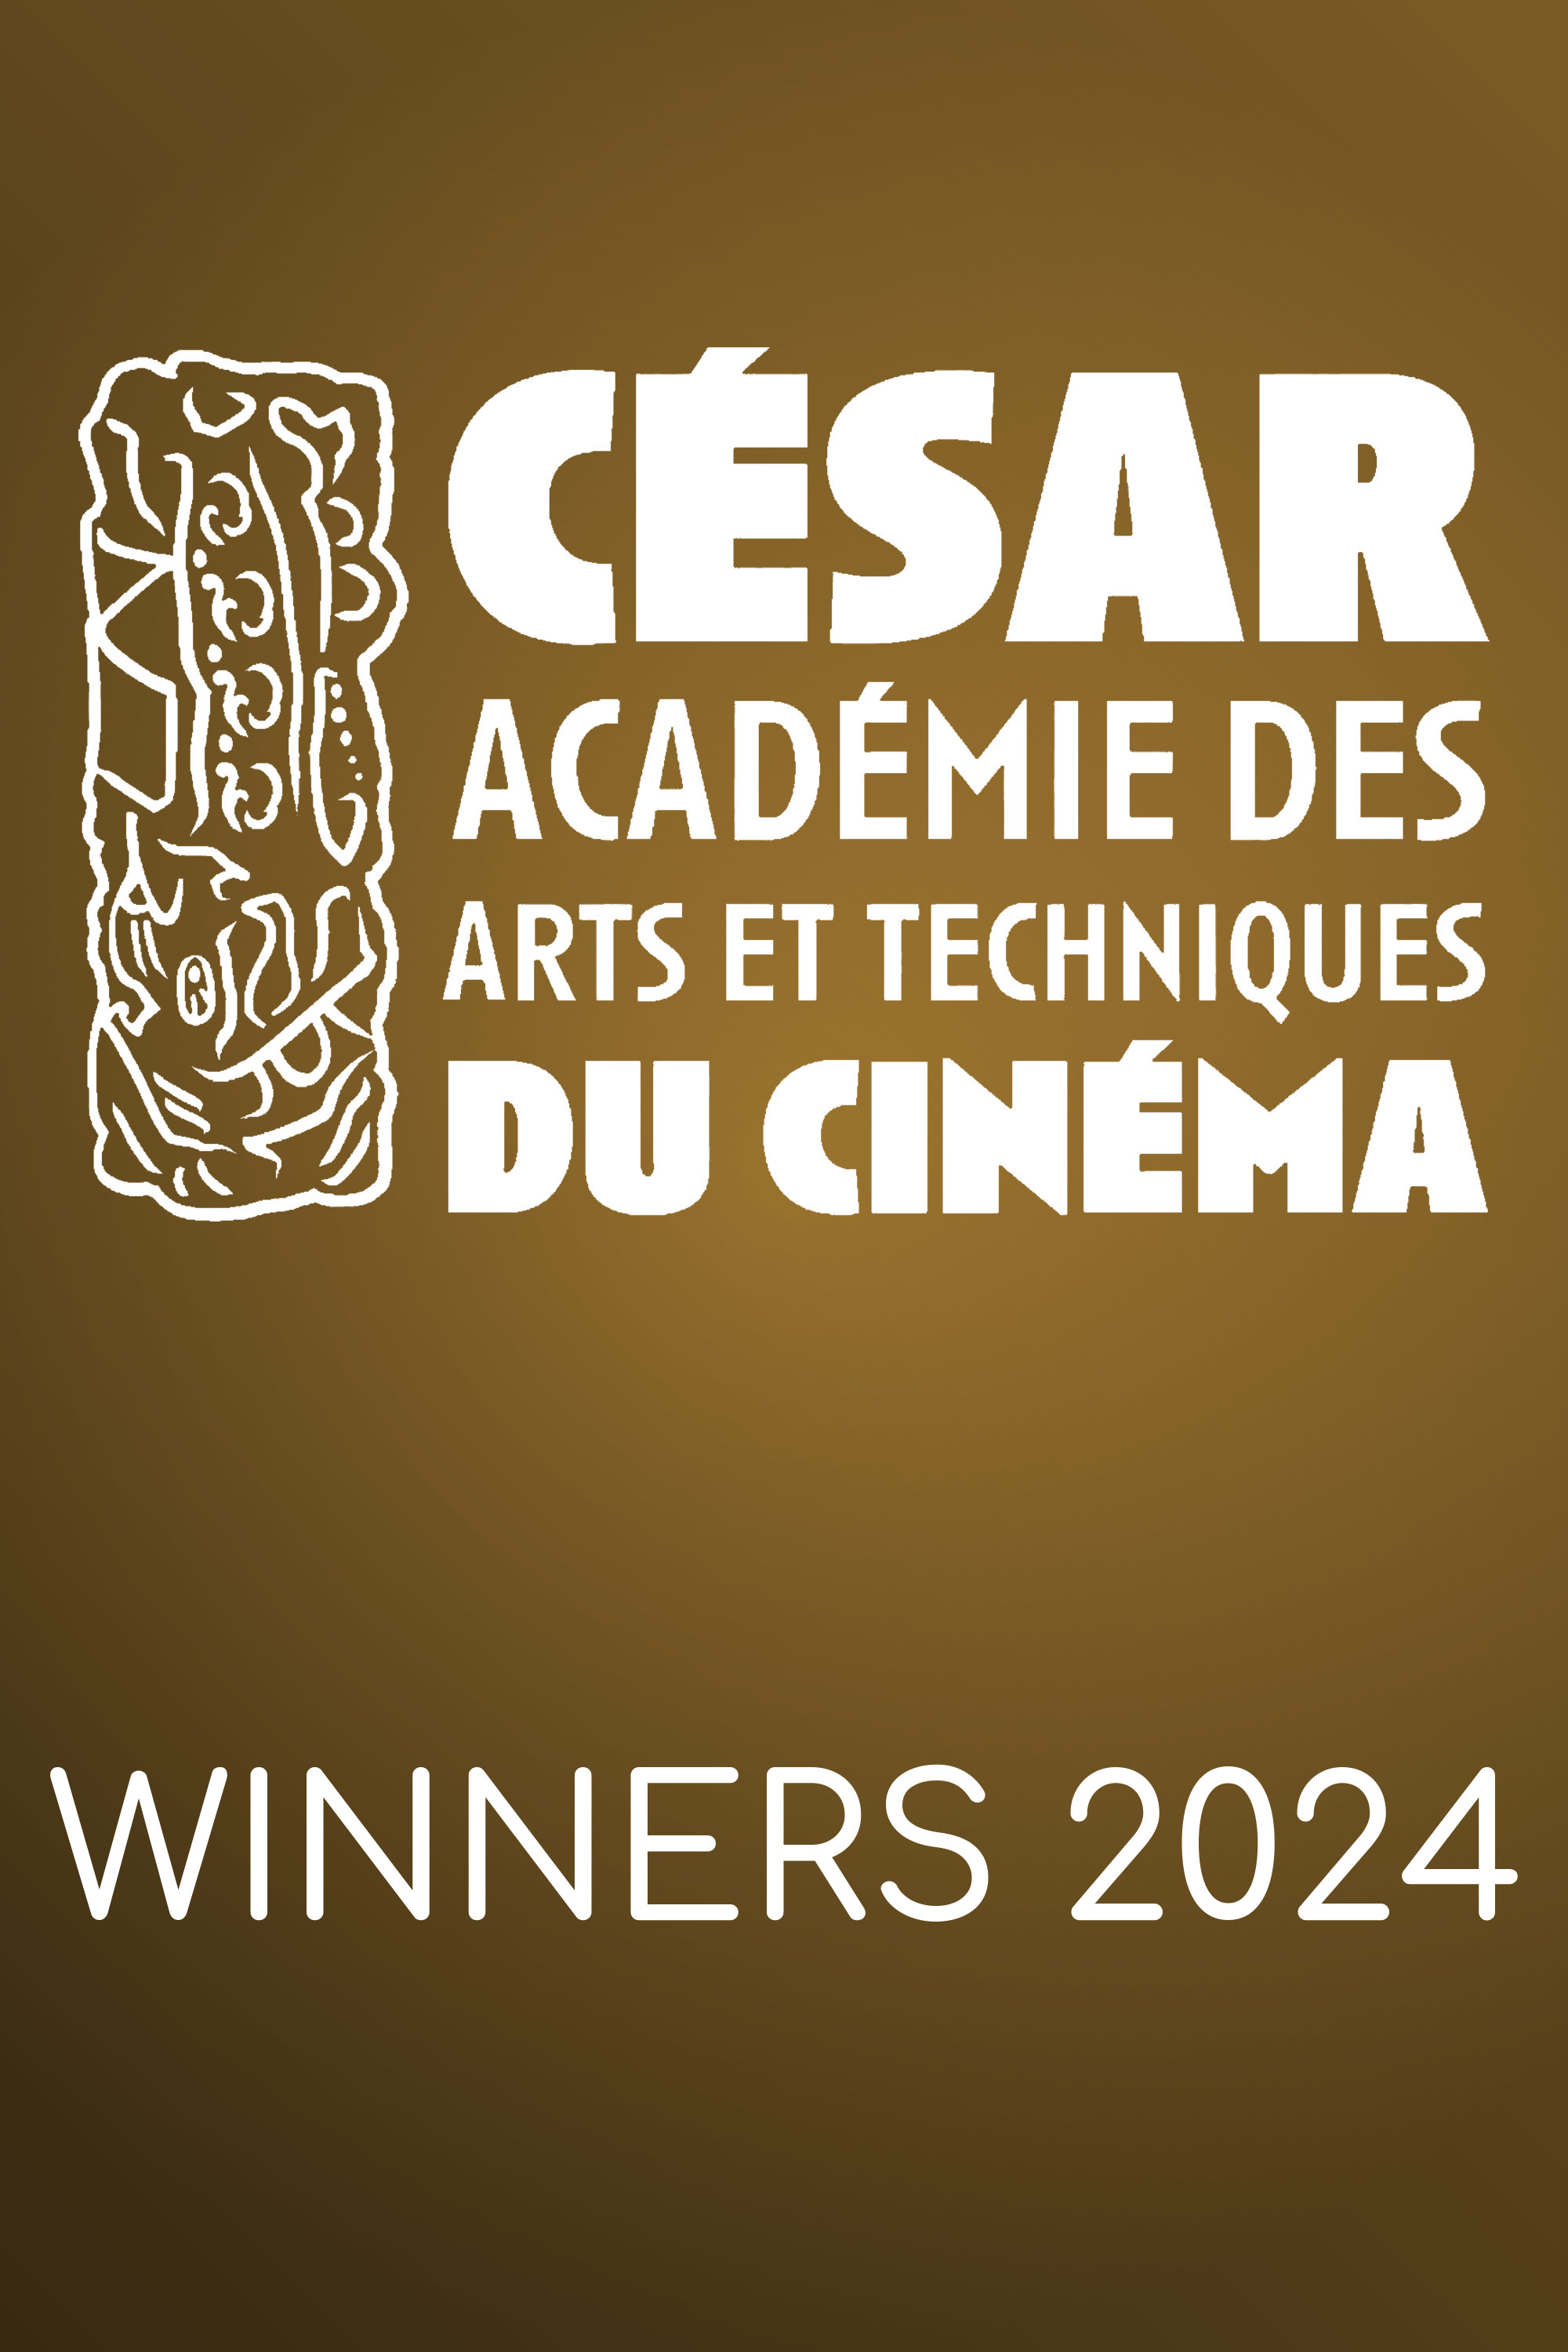 CÉSAR
ACADÉMIE DES
ARTS ET TECHNIQUES
DU CINÉMA
WINNERS 2024